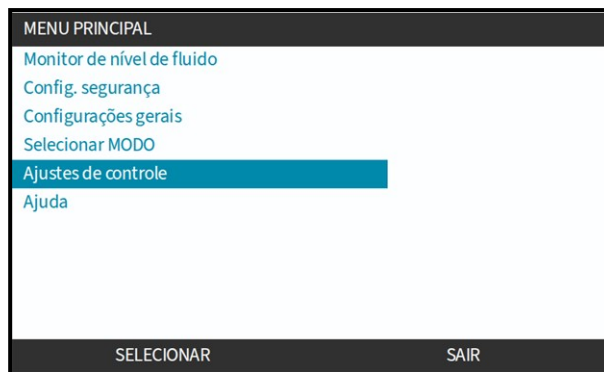 MENU PRINCIPAL
Monitor de nível de fluido
Config. segurança
Configurações gerais
Selecionar MODO
Ajustes de controle
Ajuda
SELECIONAR SAIR